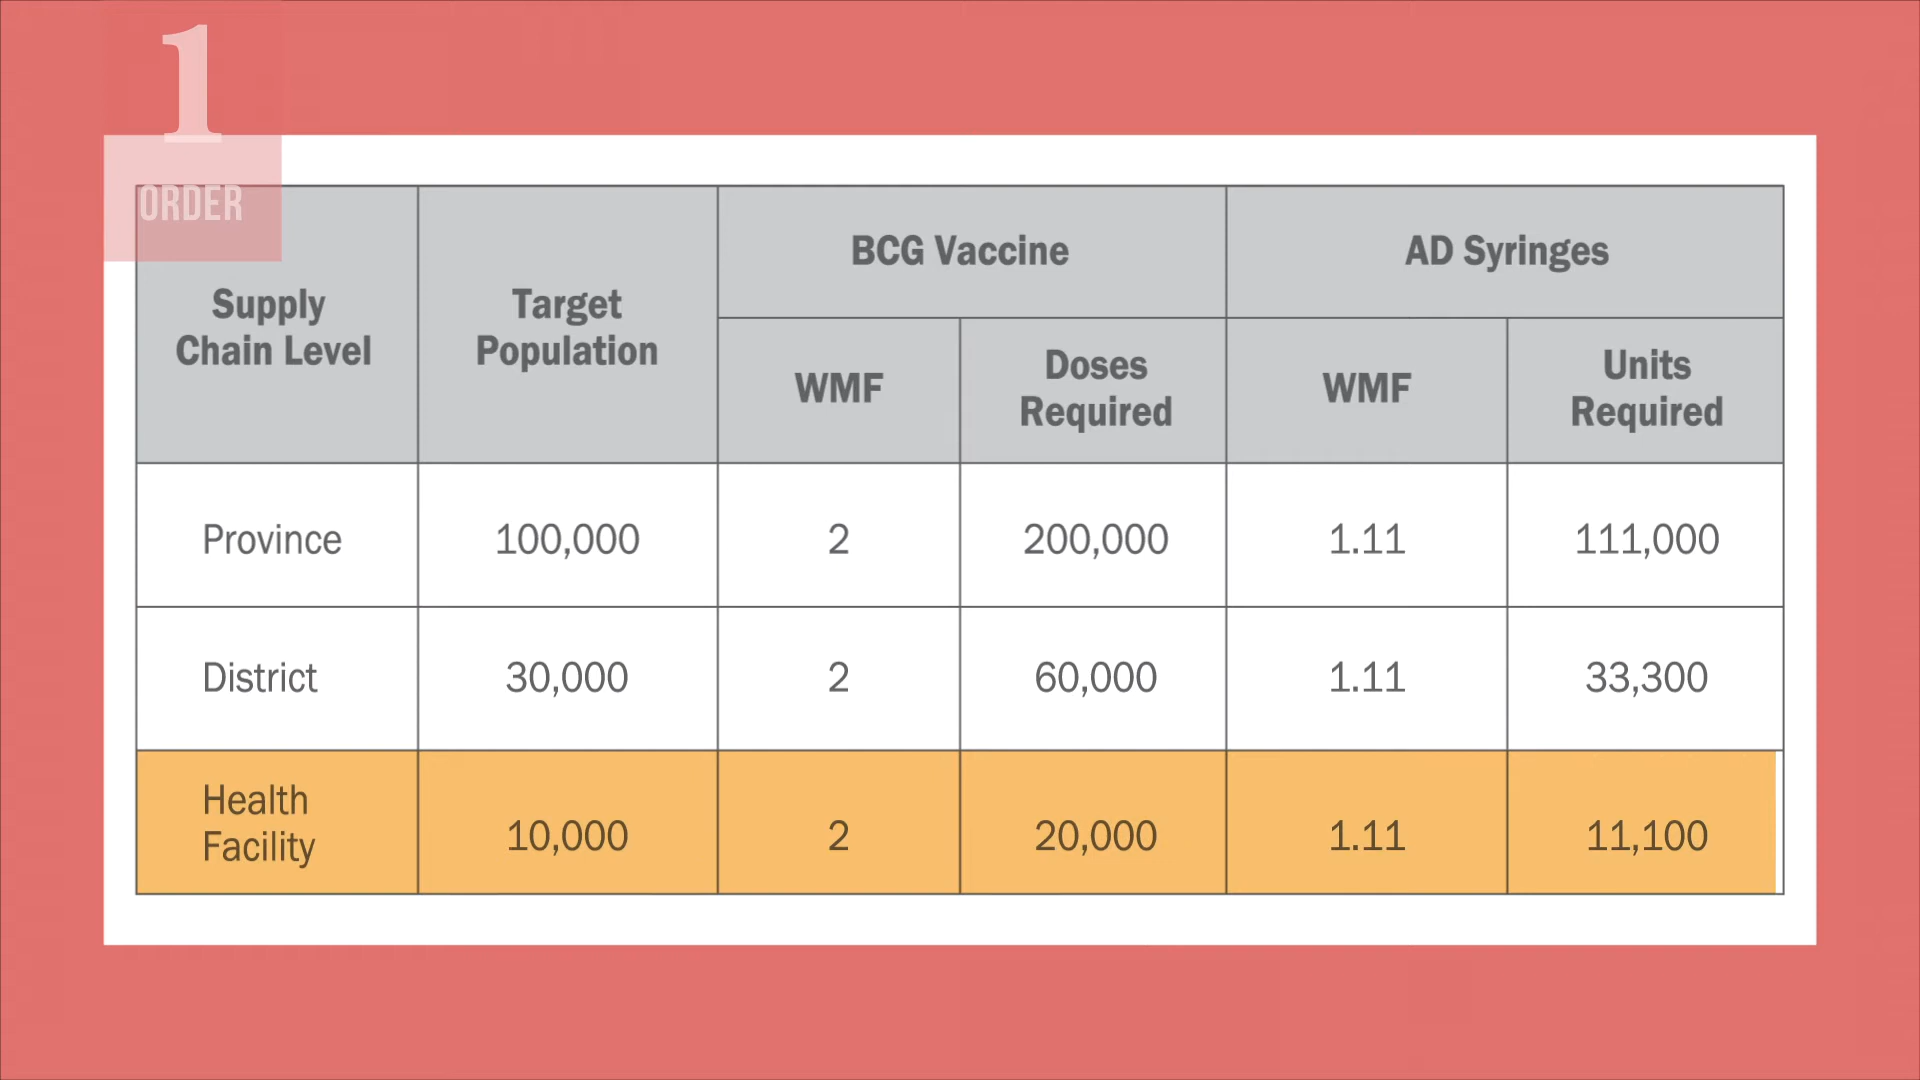 1
ORDER
Supply
Chain Level
Target
Population
BCG Vaccine
AD Syringes
WMF
Doses
Required
WMF
Units
Required
Province
100,000
2
200,000
1.11
111,000
District
30,000
2
60,000
1.11
33,300
Health
Facility
10,000
2
20,000
1.11
11,100